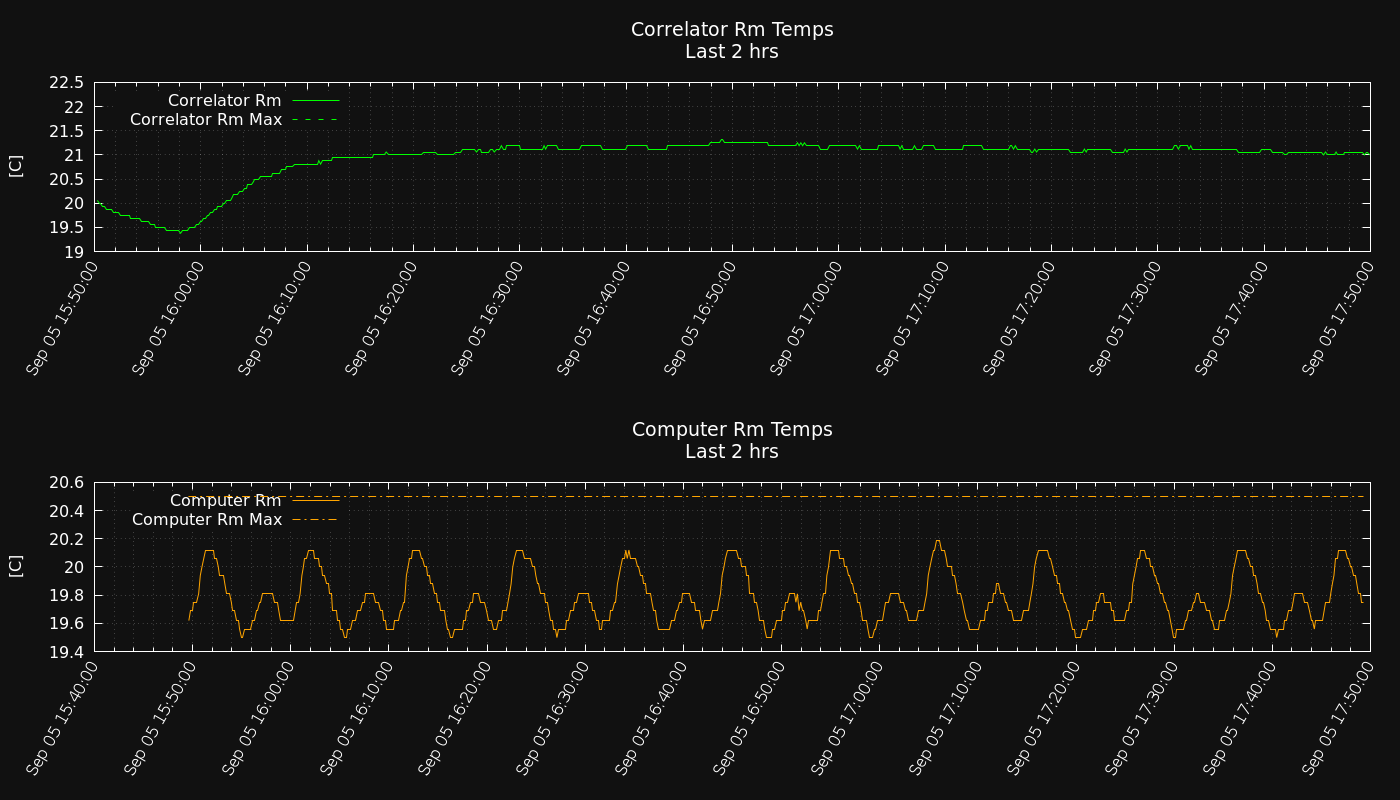 Correlator Rm Temps
Last 2 hrs
22.5
22
21.5
21
20.5
20
19.5
19
[C]
Correlator Rm
Correlator Rm Max
Sep 05 15:50:00
Sep 05 16:00:00
Sep 05 16:10:00
Sep 05 16:20:00
Sep 05 16:30:00
Sep 05 16:40:00
Sep 05 16:50:00
Sep 05 17:00:00
Sep 05 17:10:00
Sep 05 17:20:00
Sep 05 17:30:00
Sep 05 17:40:00
Sep 05 17:50:00
Computer Rm Temps
Last 2 hrs
20.6
20.4
20.2
20
19.8
19.6
19.4
[C]
Computer Rm
Computer Rm Max
Sep 05 15:40:00
Sep 05 15:50:00
Sep 05 16:00:00
Sep 05 16:10:00
Sep 05 16:20:00
Sep 05 16:30:00
Sep 05 16:40:00
Sep 05 16:50:00
Sep 05 17:00:00
Sep 05 17:10:00
Sep 05 17:20:00
Sep 05 17:30:00
Sep 05 17:40:00
Sep 05 17:50:00